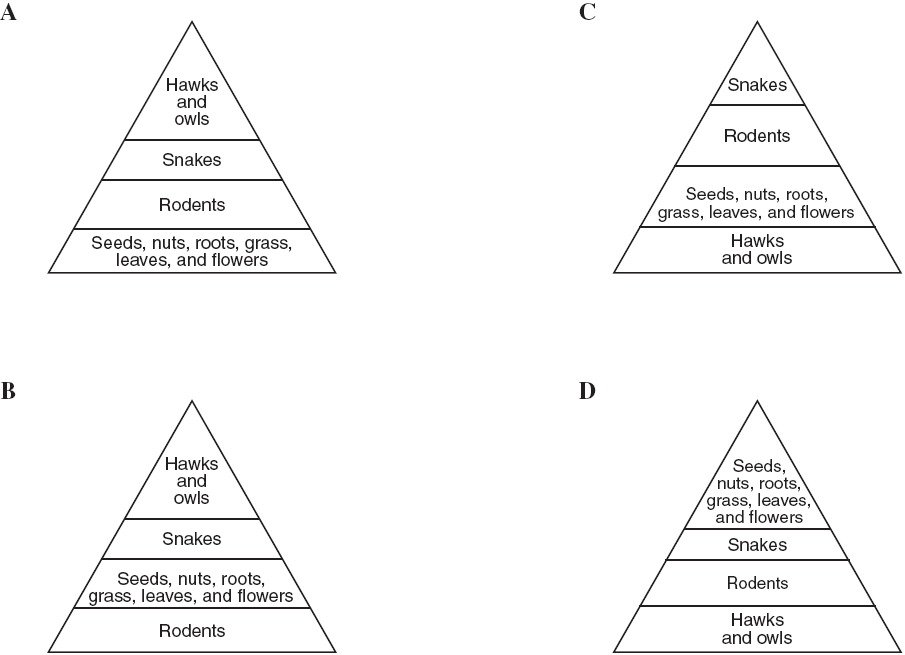 A
Hawks
and
owls
Snakes
Rodents
Seeds, nuts, roots, grass,
leaves, and flowers
C
Snakes
Rodents
Seeds, nuts, roots,
grass, leaves, and flowers
Hawks
and owls
B
Hawks
and
owls
Snakes
Seeds, nuts, roots,
grass, leaves, and flowers
Rodents
D
Seeds,
nuts, roots,
grass, leaves,
and flowers
Snakes
Rodents
Hawks
and owls